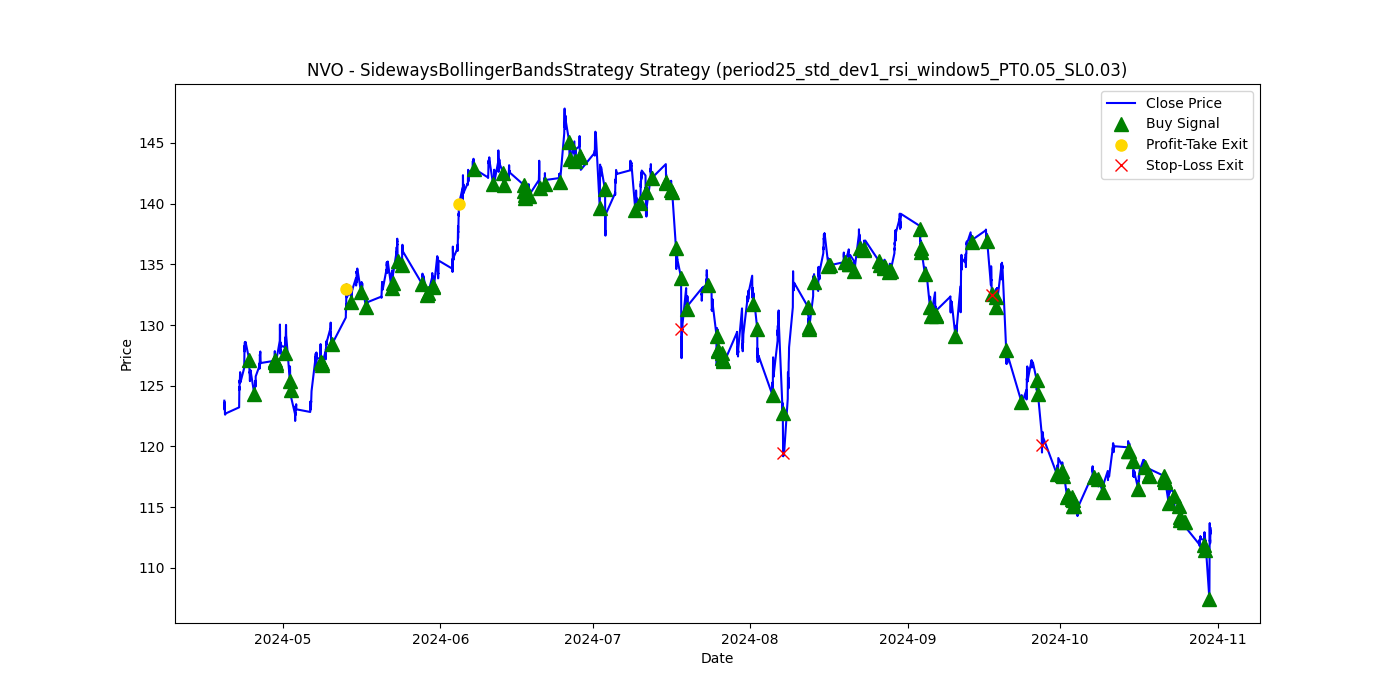 NVO - SidewaysBollingerBandsStrategy Strategy (period25_std_dev1_rsi_window5_PT0.05_SL0.03)
Close Price
Buy Signal
Profit-Take Exit
Stop-Loss Exit
Price
145
140
135
130
125
120
115
110
2024-05
2024-06
2024-07
2024-08
2024-09
2024-10
2024-11
Date